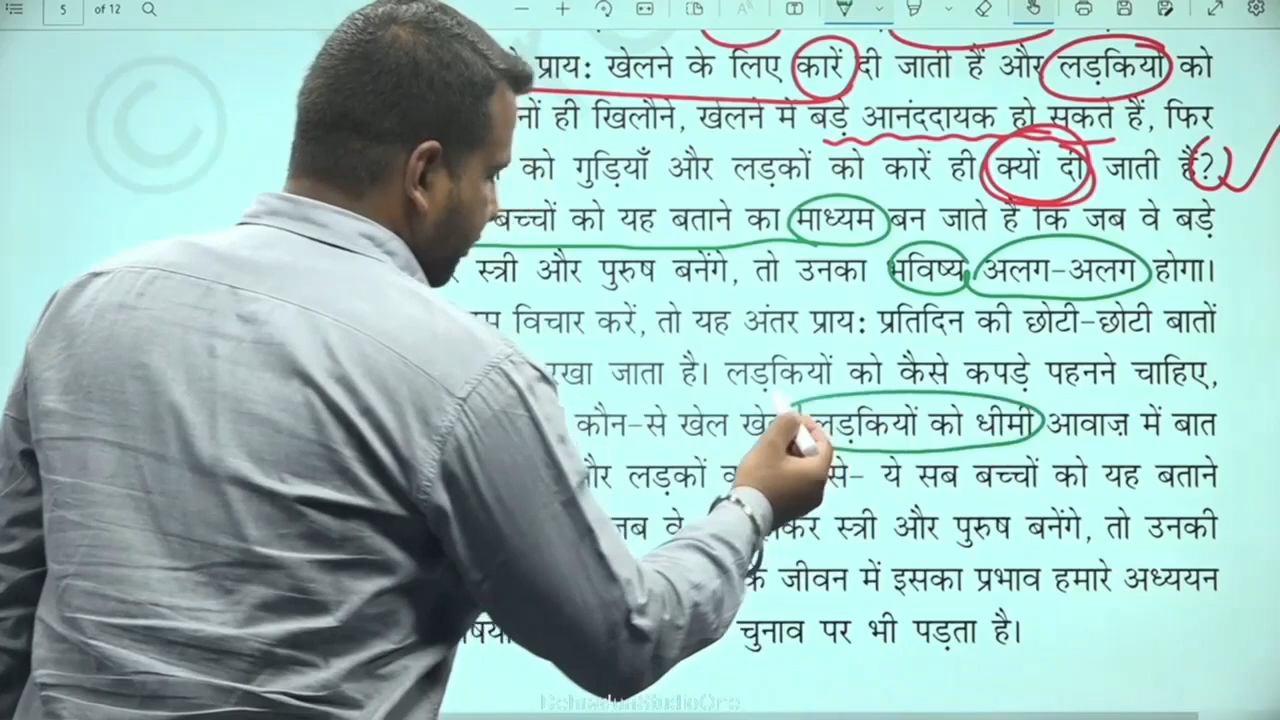 5 of 12
प्राय: खेलने के लिए कारें दी जाती हैं और लड़कियों को
ही खिलौने, खेलने में बड़े आनंददायक हो सकते हैं, फिर
को गुड़ियाँ और लड़कों को कारें ही क्यों दी जाती हैं?
बच्चों को यह बताने का माध्यम बन जाते हैं कि जब वे बड़े
स्त्री और पुरुष बनेंगे, तो उनका भविष्य अलग-अलग होगा।
विचार करें, तो यह अंतर प्राय: प्रतिदिन की छोटी-छोटी बातों
जाता है। लड़कियों को कैसे कपड़े पहनने चाहिए,
कौन-से खेल लड़कियों को धीमी आवाज़ में बात
लड़कों से- ये सब बच्चों को यह बताने
वे स्त्री और पुरुष बनेंगे, तो उनकी
जीवन में इसका प्रभाव हमारे अध्ययन
चुनाव पर भी पड़ता है।